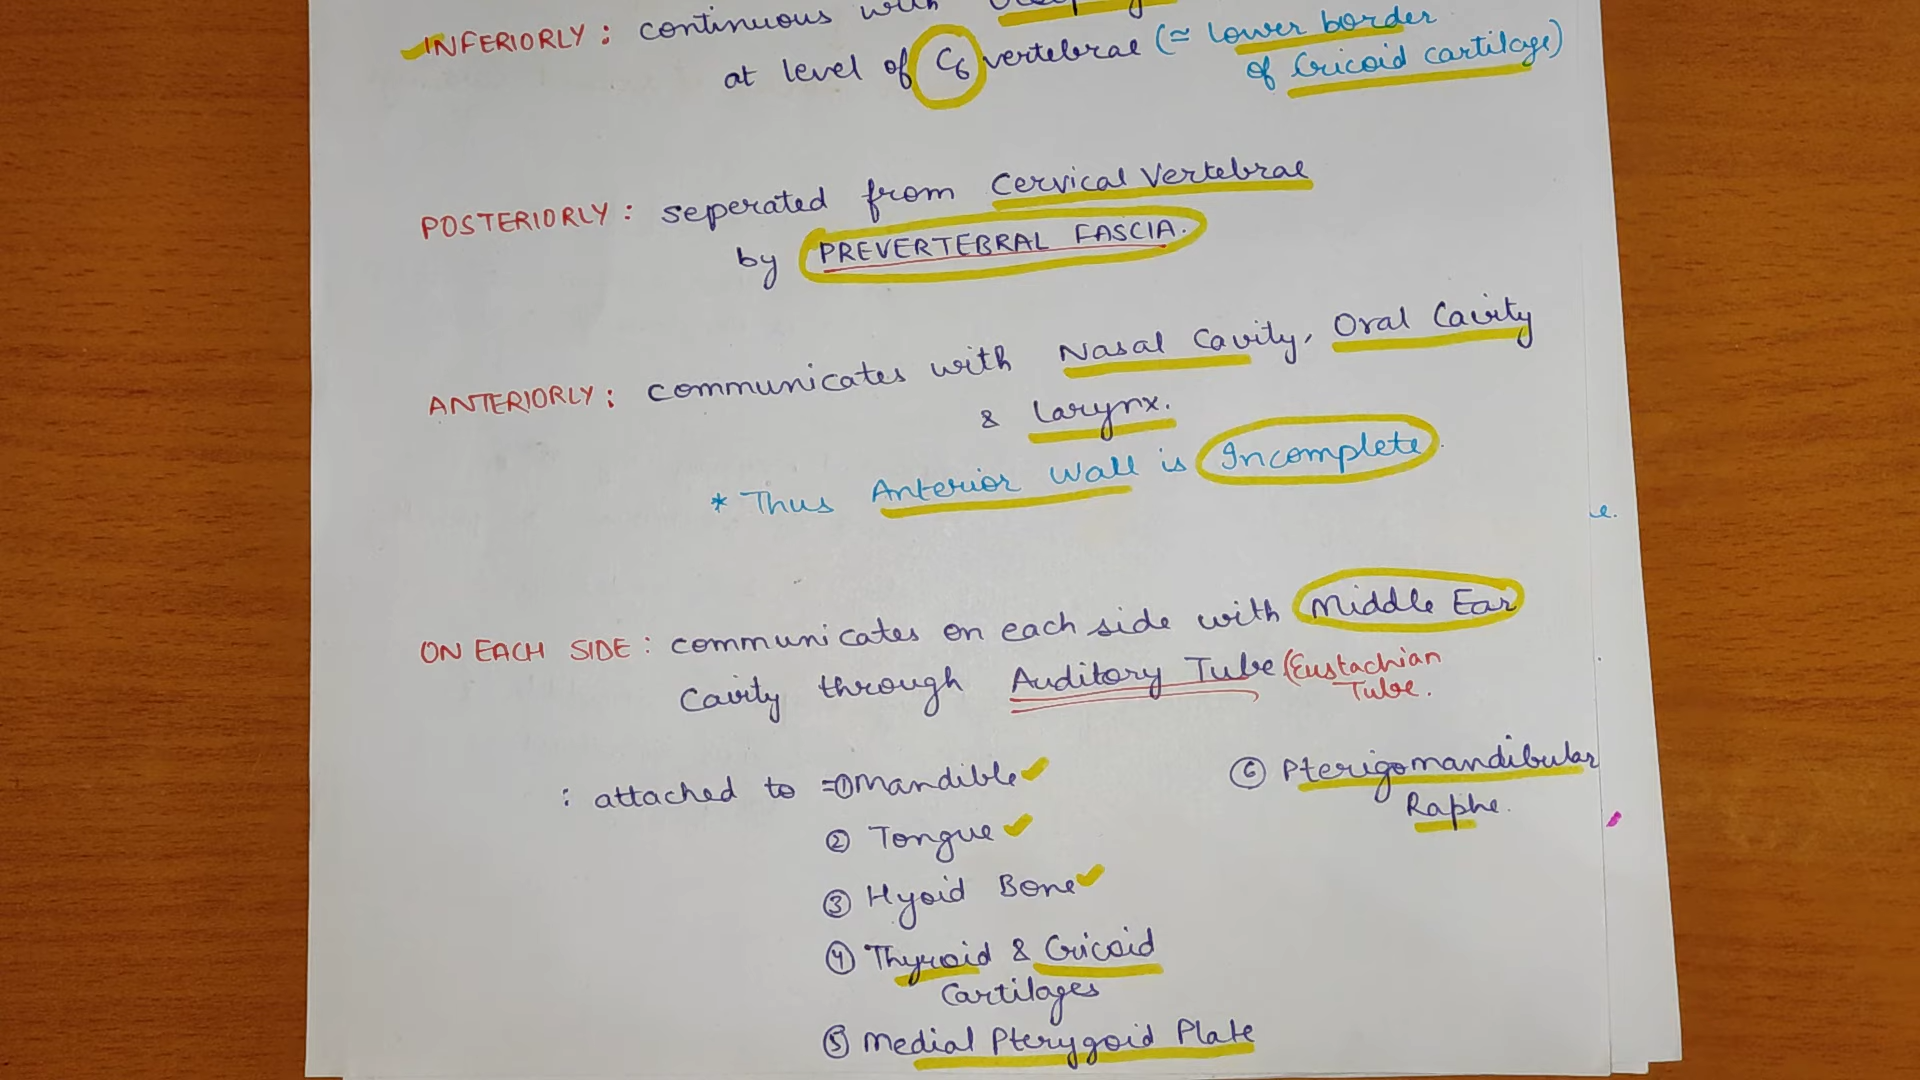 INFERIORLY : continuous with
at level of C6 vertebrae (≃ lower border
of Cricoid cartilage)
POSTERIORLY : seperated from Cervical Vertebrae
by PREVERTEBRAL FASCIA.
ANTERIORLY : communicates with Nasal Cavity, Oral Cavity
& Larynx.
* Thus Anterior Wall is Incomplete.
e.
ON EACH SIDE : communicates on each side with Middle Ear
Cavity through Auditory Tube (Eustachian
Tube.
: attached to =① Mandible
② Tongue
③ Hyoid Bone
④ Thyroid & Cricoid
Cartilages
⑤ Medial Pterygoid Plate
⑥ Pterigomandibular
Raphe.